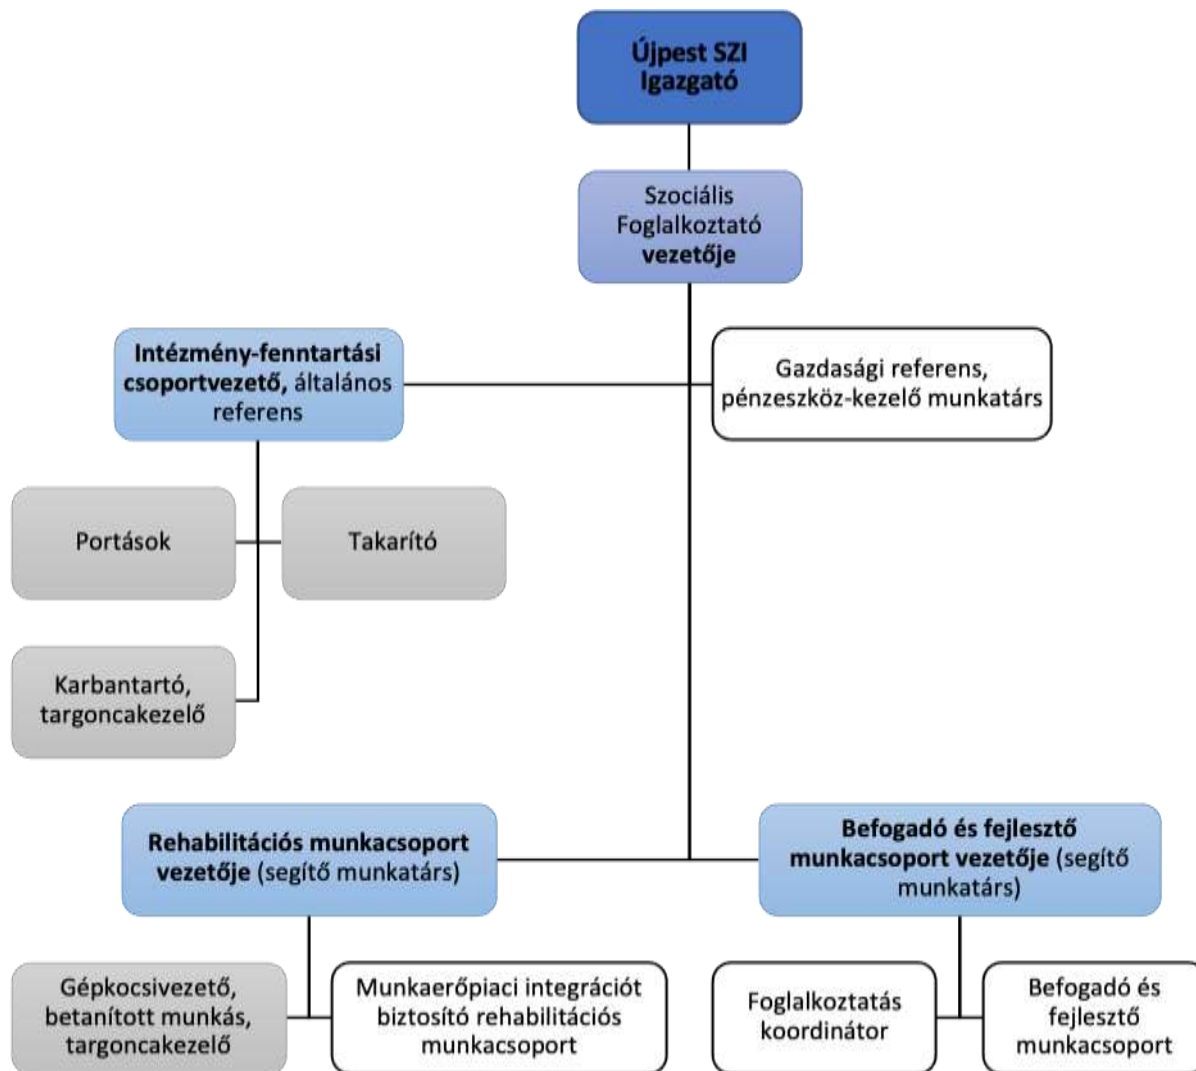 Újpest SZI
Igazgató
Szociális
Foglalkoztató
vezetője
Intézmény-fenntartási
csoportvezető, általános
referens
Gazdasági referens,
pénzeszköz-kezelő munkatárs
Portások
Takarító
Karbantartó,
targoncakezelő
Rehabilitációs munkacsoport
vezetője (segítő munkatárs)
Befogadó és fejlesztő
munkacsoport vezetője (segítő
munkatárs)
Gépkocsivezető,
betanított munkás,
targoncakezelő
Munkaerőpiaci integrációt
biztosító rehabilitációs
munkacsoport
Foglalkoztatás
koordinátor
Befogadó és
fejlesztő
munkacsoport